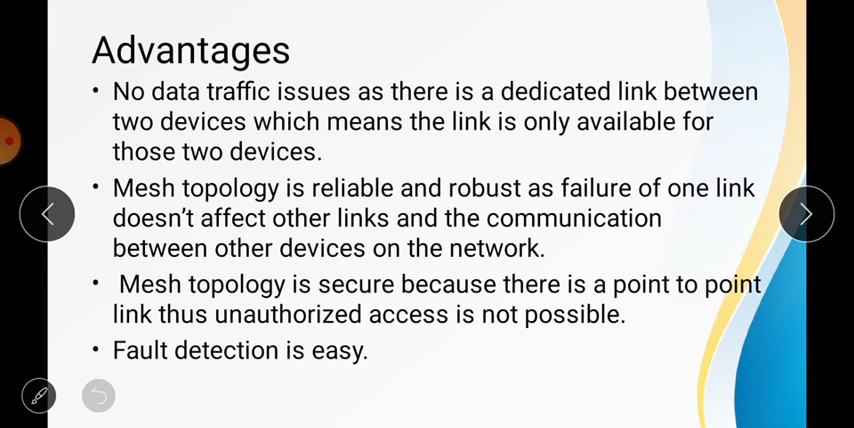 Advantages
• No data traffic issues as there is a dedicated link between
two devices which means the link is only available for
those two devices.
• Mesh topology is reliable and robust as failure of one link
doesn’t affect other links and the communication
between other devices on the network.
• Mesh topology is secure because there is a point to point
link thus unauthorized access is not possible.
• Fault detection is easy.